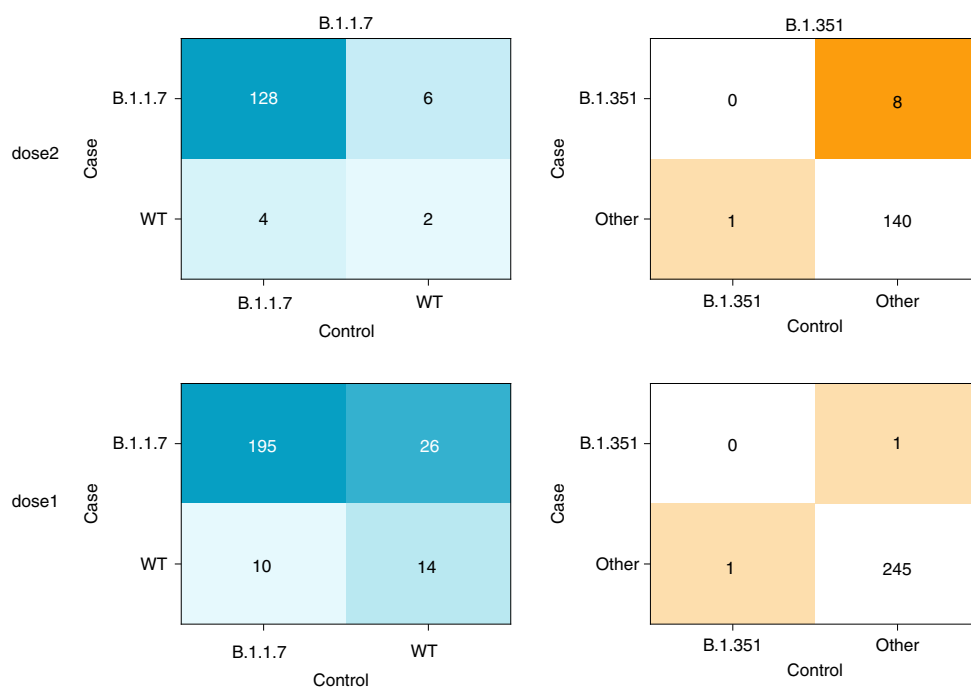 B.1.1.7
B.1.351
dose2
Case
B.1.1.7
128
6
WT
4
2
B.1.1.7
WT
Control
Case
B.1.351
0
8
Other
1
140
B.1.351
Other
Control
dose1
Case
B.1.1.7
195
26
WT
10
14
B.1.1.7
WT
Control
Case
B.1.351
0
1
Other
1
245
B.1.351
Other
Control